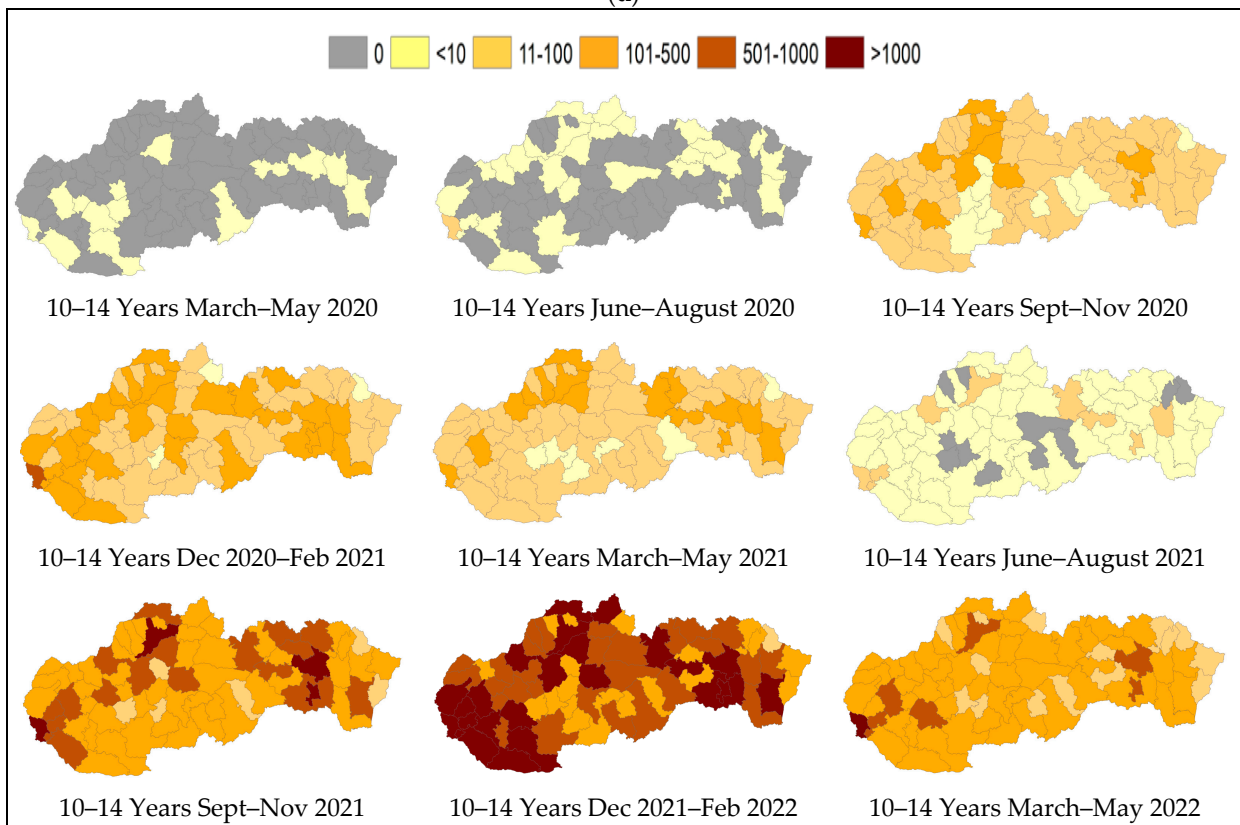 (d)
0 <10 11-100 101-500 501-1000 >1000
10–14 Years March–May 2020 10–14 Years June–August 2020 10–14 Years Sept–Nov 2020
10–14 Years Dec 2020–Feb 2021 10–14 Years March–May 2021 10–14 Years June–August 2021
10–14 Years Sept–Nov 2021 10–14 Years Dec 2021–Feb 2022 10–14 Years March–May 2022